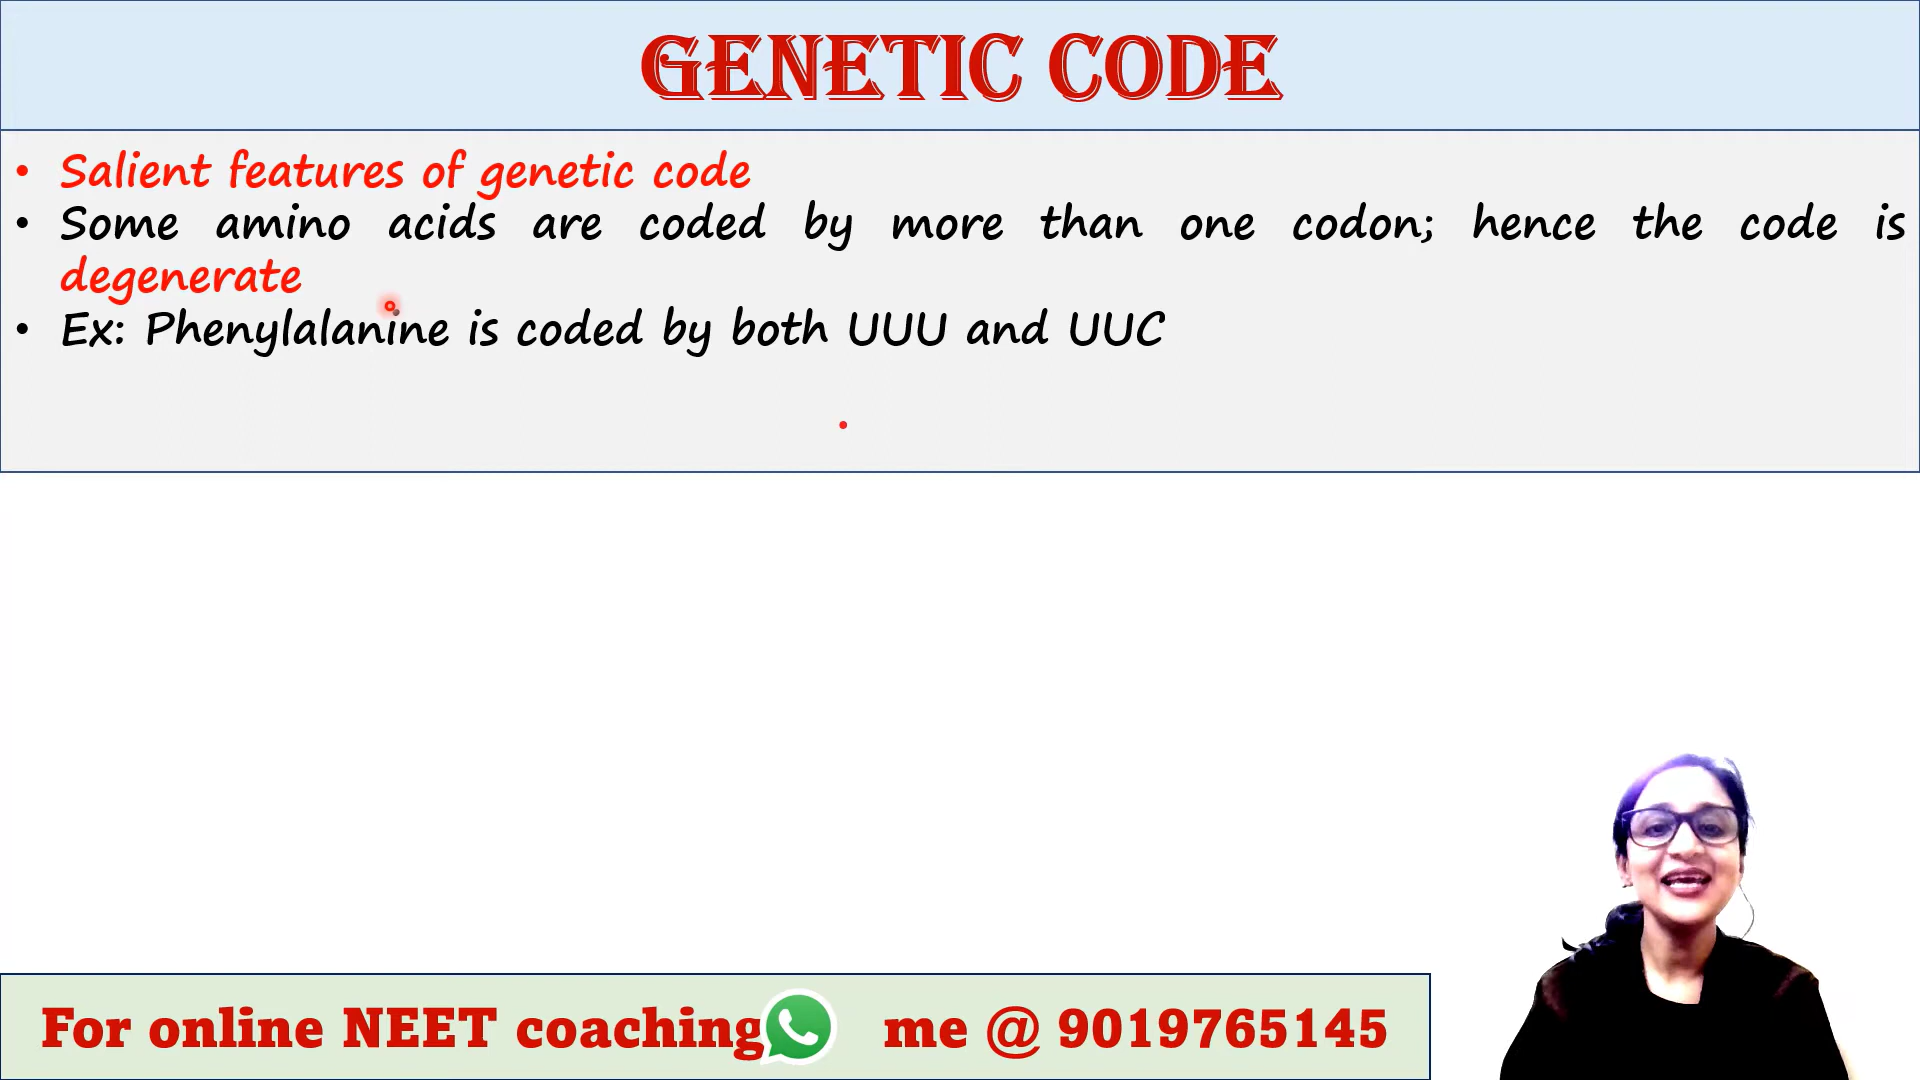 GENETIC CODE
• Salient features of genetic code
• Some amino acids are coded by more than one codon; hence the code is
degenerate
• Ex: Phenylalanine is coded by both UUU and UUC
For online NEET coaching me @ 9019765145